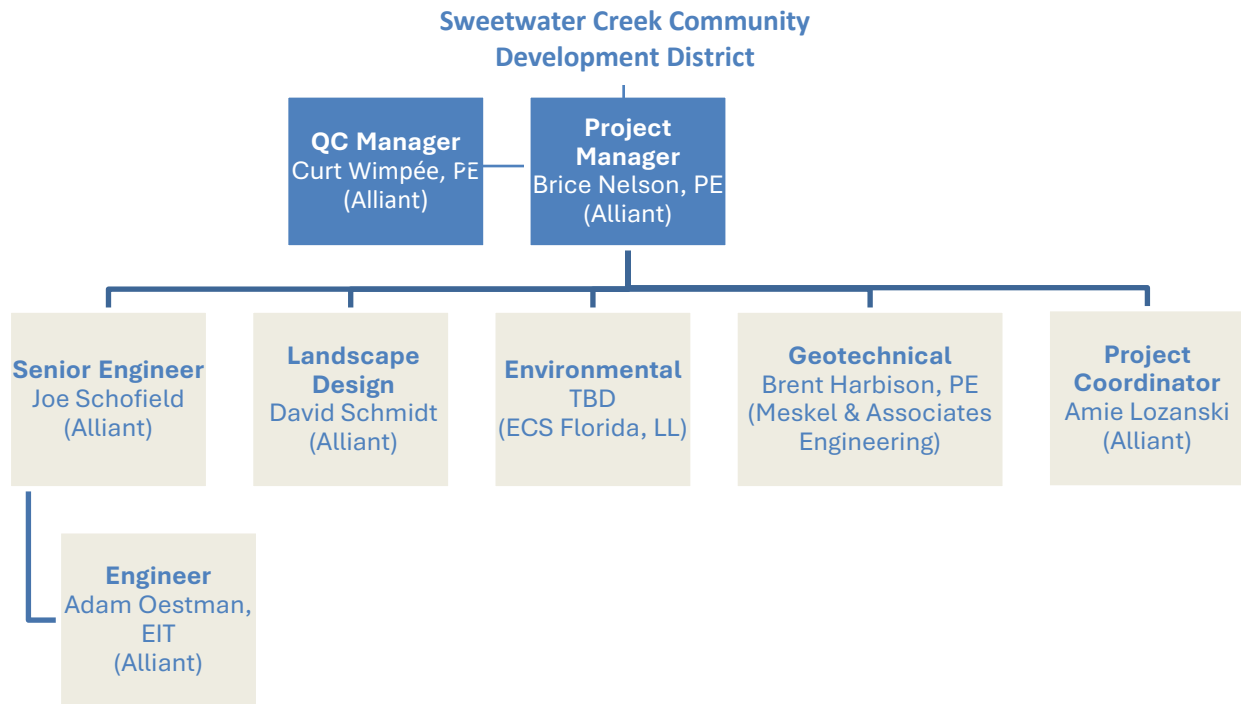 Sweetwater Creek Community
Development District
QC Manager
Curt Wimpée, PE
(Alliant)
Project
Manager
Brice Nelson, PE
(Alliant)
Senior Engineer
Joe Schofield
(Alliant)
Landscape
Design
David Schmidt
(Alliant)
Environmental
TBD
(ECS Florida, LL)
Geotechnical
Brent Harbison, PE
(Meskel & Associates
Engineering)
Project
Coordinator
Amie Lozanski
(Alliant)
Engineer
Adam Oestman,
EIT
(Alliant)